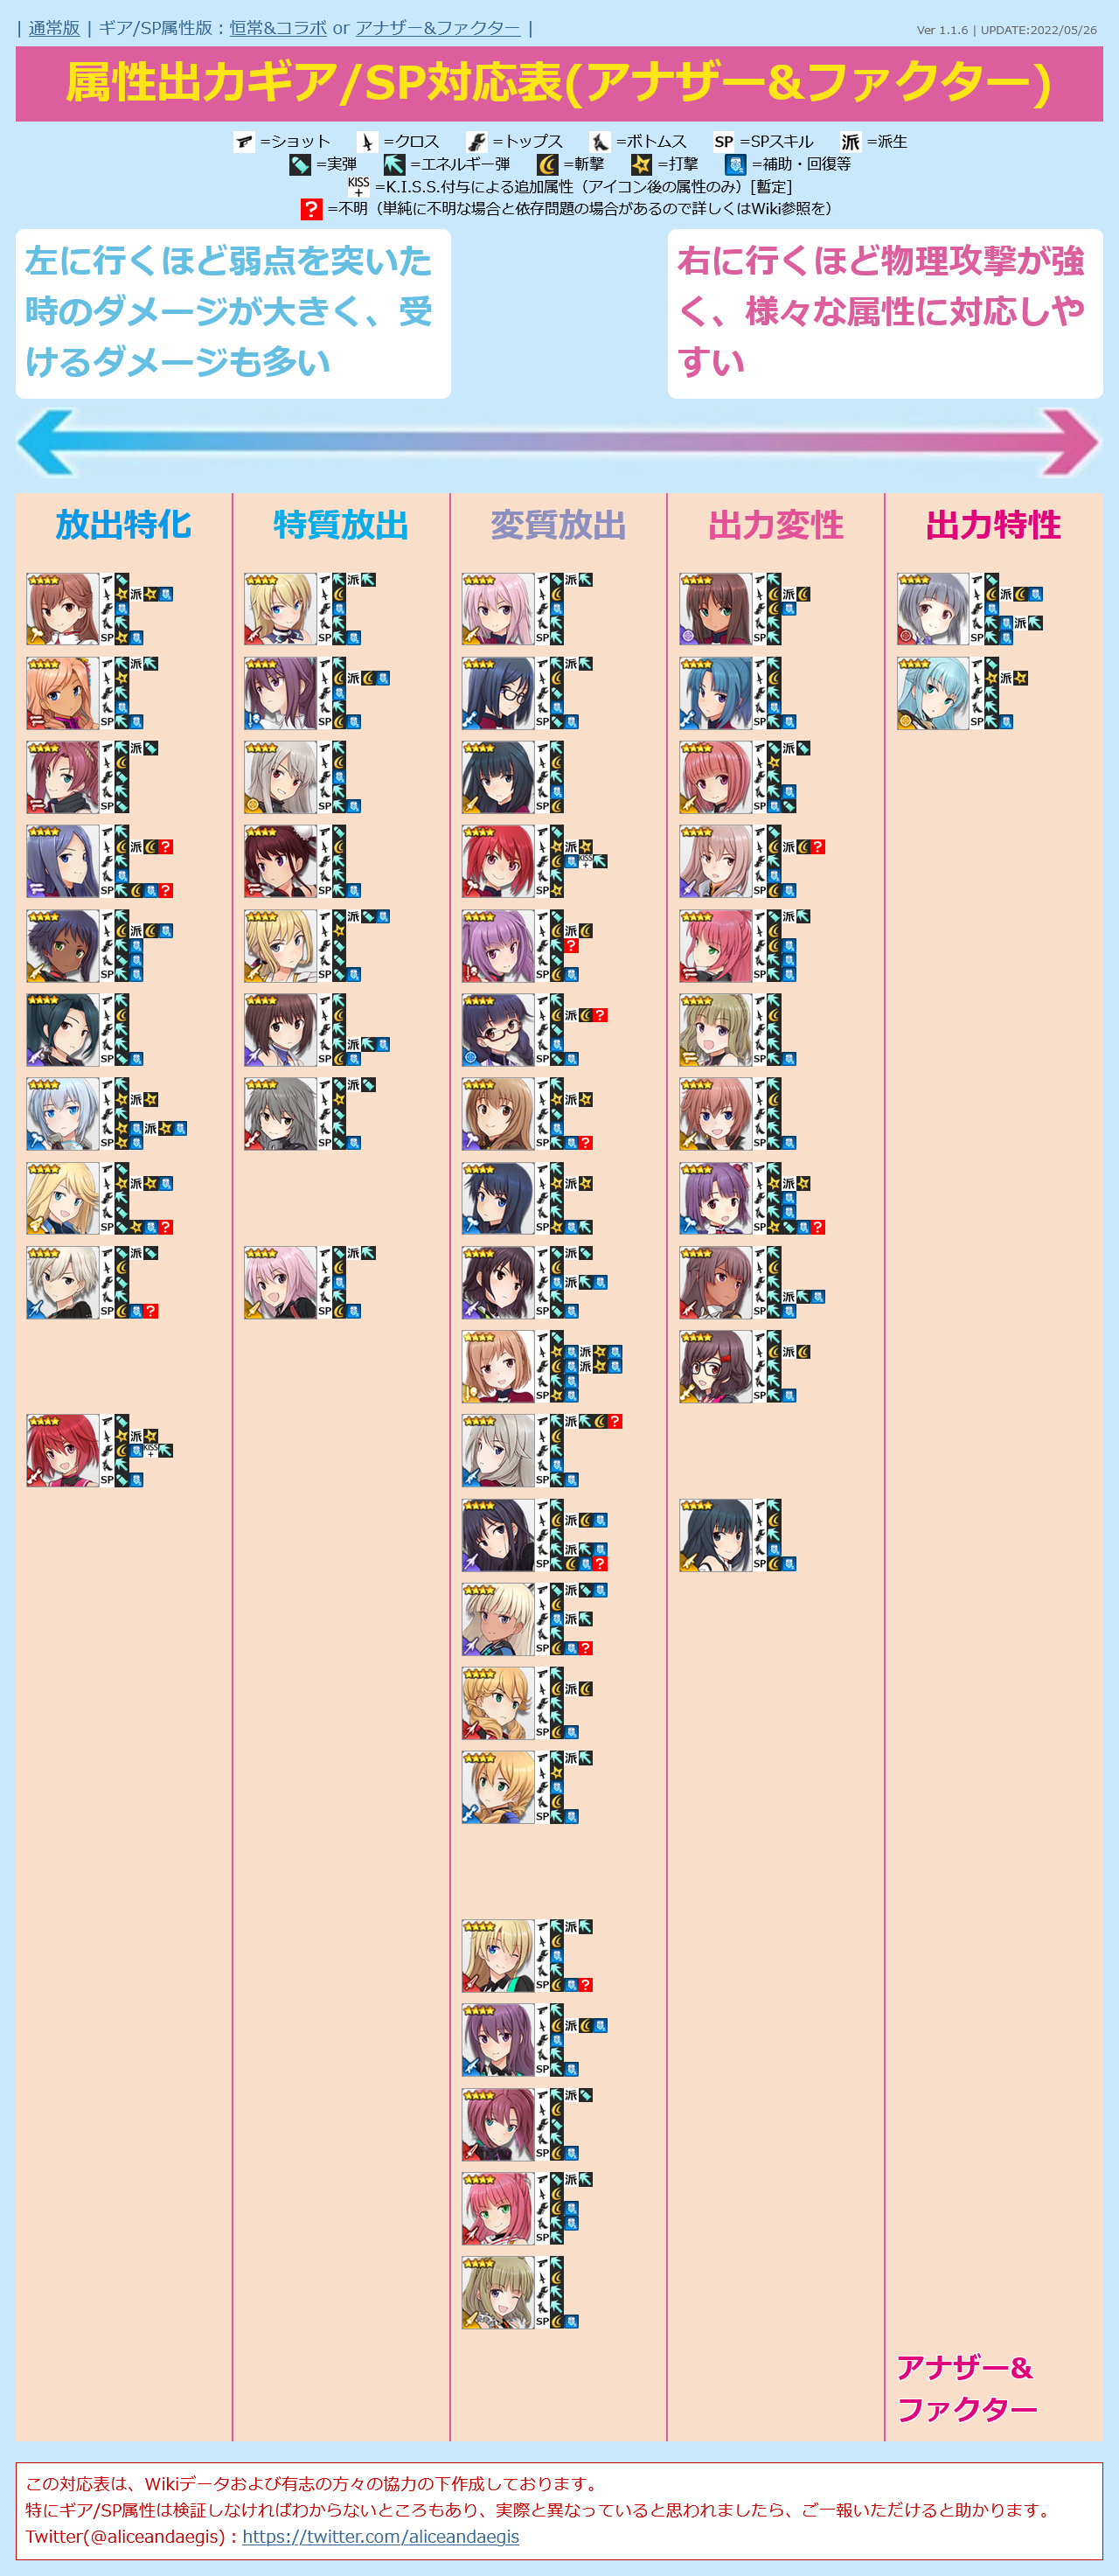 | 通常版 | ギア/SP属性版：恒常&コラボ or アナザー&ファクター |
Ver 1.1.6 | UPDATE:2022/05/26
属性出力ギア/SP対応表(アナザー&ファクター)
=ショット =クロス =トップス =ボトムス SP =SPスキル 派 =派生
=実弾 =エネルギー弾 =斬撃 =打撃 =補助・回復等
KISS + =K.I.S.S.付与による追加属性（アイコン後の属性のみ）[暫定]
? =不明（単純に不明な場合と依存問題の場合があるので詳しくはWiki参照を）
左に行くほど弱点を突いた
時のダメージが大きく、受
けるダメージも多い
右に行くほど物理攻撃が強
く、様々な属性に対応しや
すい
放出特化
特質放出
変質放出
出力変性
出力特性
アナザー&
ファクター
この対応表は、Wikiデータおよび有志の方々の協力の下作成しております。
特にギア/SP属性は検証しなければわからないところもあり、実際と異なっていると思われましたら、ご一報いただけると助かります。
Twitter(@aliceandaegis)：https://twitter.com/aliceandaegis